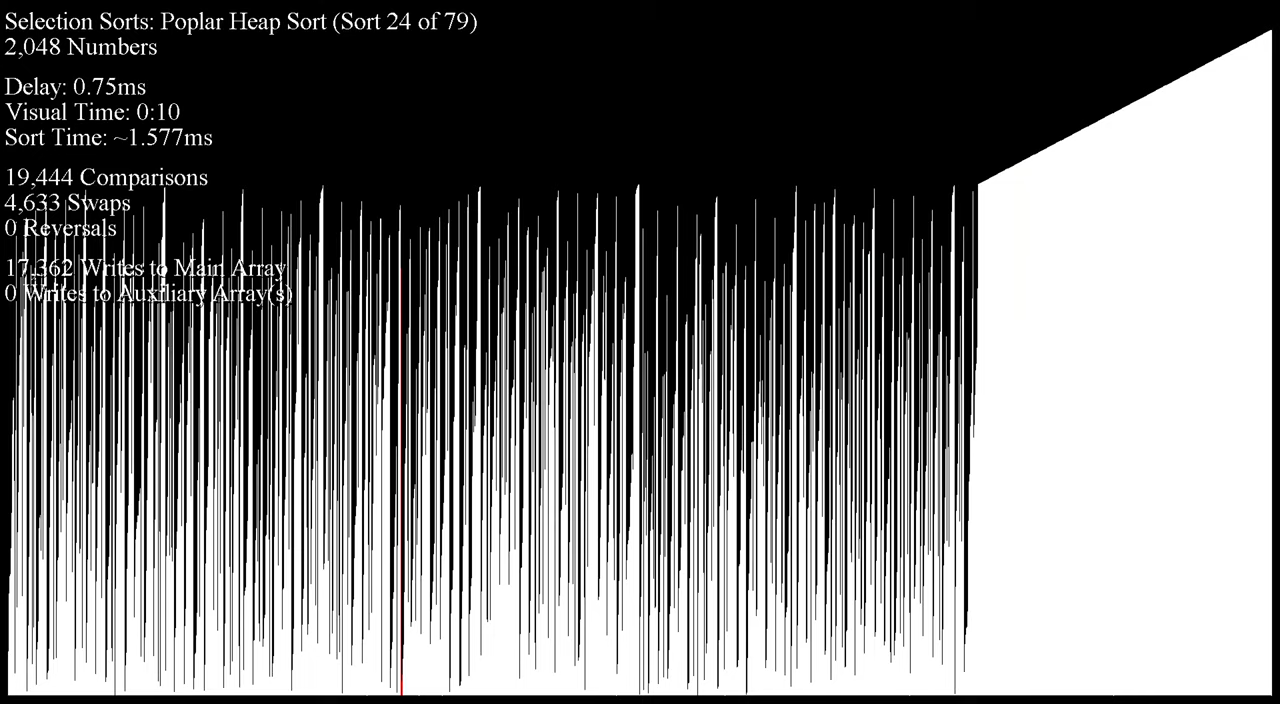 Selection Sorts: Poplar Heap Sort (Sort 24 of 79)
2,048 Numbers
Delay: 0.75ms
Visual Time: 0:10
Sort Time: ~1.577ms
19,444 Comparisons
4,633 Swaps
0 Reversals
17,362 Writes to Main Array
0 Writes to Auxiliary Array(s)